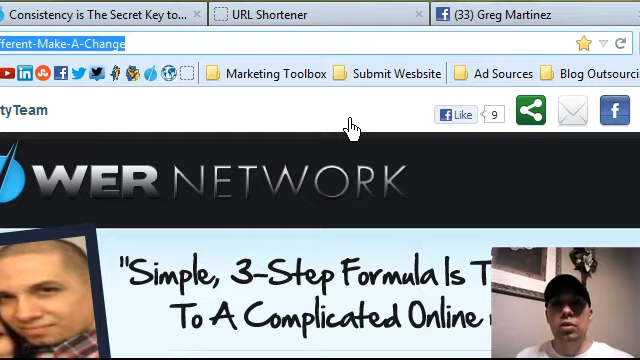 Consistency is The Secret Key to...
URL Shortener
(33) Greg Martinez
fferent-Make-A-Change
Marketing Toolbox
Submit Wesbsite
Ad Sources
Blog Outsourci
tyTeam
Like
9
WER NETWORK
"Simple, 3-Step Formula Is T
To A Complicated Online